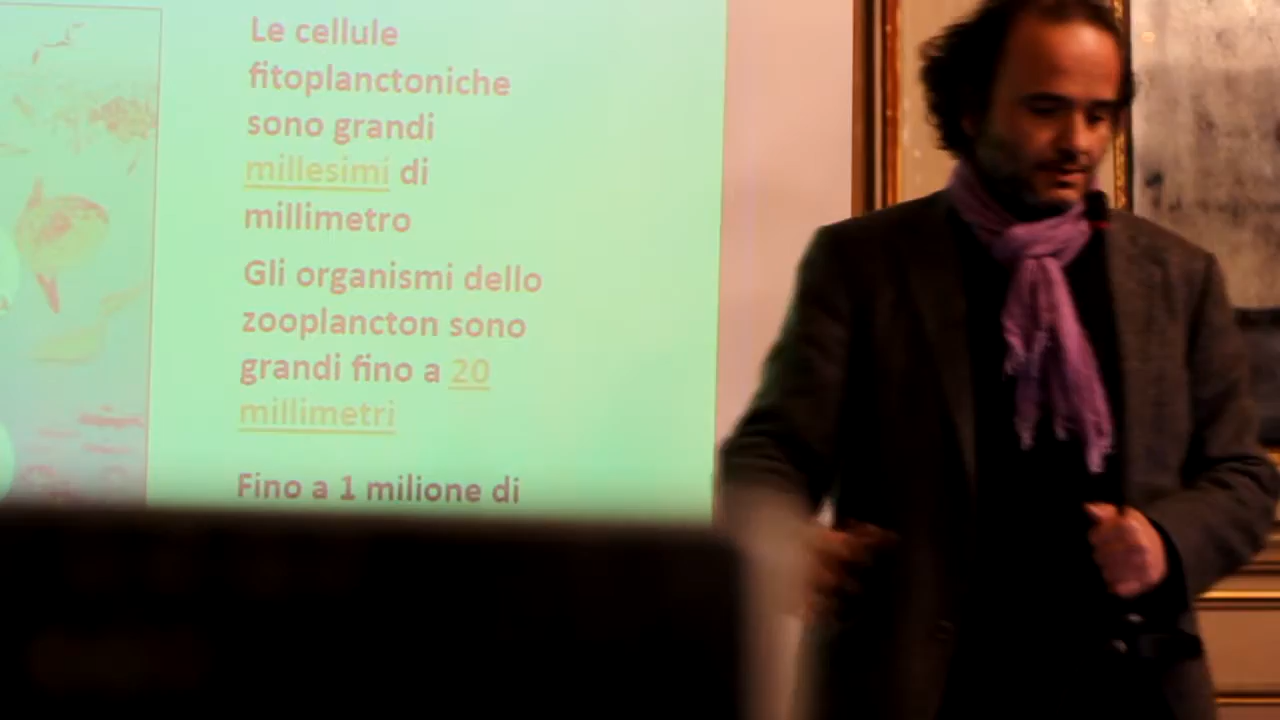 Le cellule
fitoplanctoniche
sono grandi
millesimi di
millimetro
Gli organismi dello
zooplancton sono
grandi fino a 20
millimetri
Fino a 1 milione di